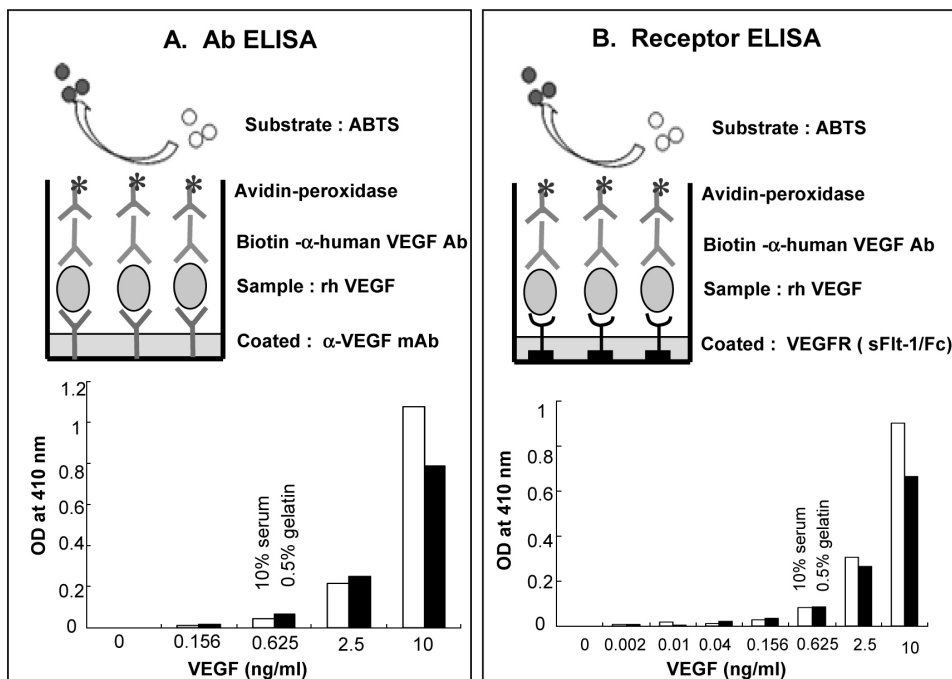 A. Ab ELISA
Substrate : ABTS
Avidin-peroxidase
Biotin -α-human VEGF Ab
Sample : rh VEGF
Coated : α-VEGF mAb
1.2
1
0.8
0.6
0.4
0.2
0
OD at 410 nm
10% serum
0.5% gelatin
0 0.156 0.625 2.5 10
VEGF (ng/ml)
B. Receptor ELISA
Substrate : ABTS
Avidin-peroxidase
Biotin -α-human VEGF Ab
Sample : rh VEGF
Coated : VEGFR ( sFlt-1/Fc)
1
0.8
0.6
0.4
0.2
0
OD at 410 nm
10% serum
0.5% gelatin
0 0.002 0.01 0.04 0.156 0.625 2.5 10
VEGF (ng/ml)